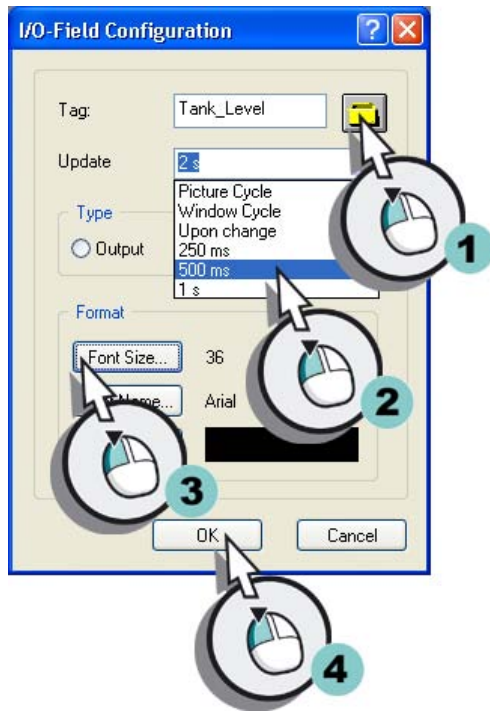 I/O-Field Configuration
Tag: Tank_Level
Update 2 s
Picture Cycle
Window Cycle
Upon change
250 ms
500 ms
1 s
Type
Output
1
Format
Font Size... 36
2
Name... Arial
3
OK Cancel
4